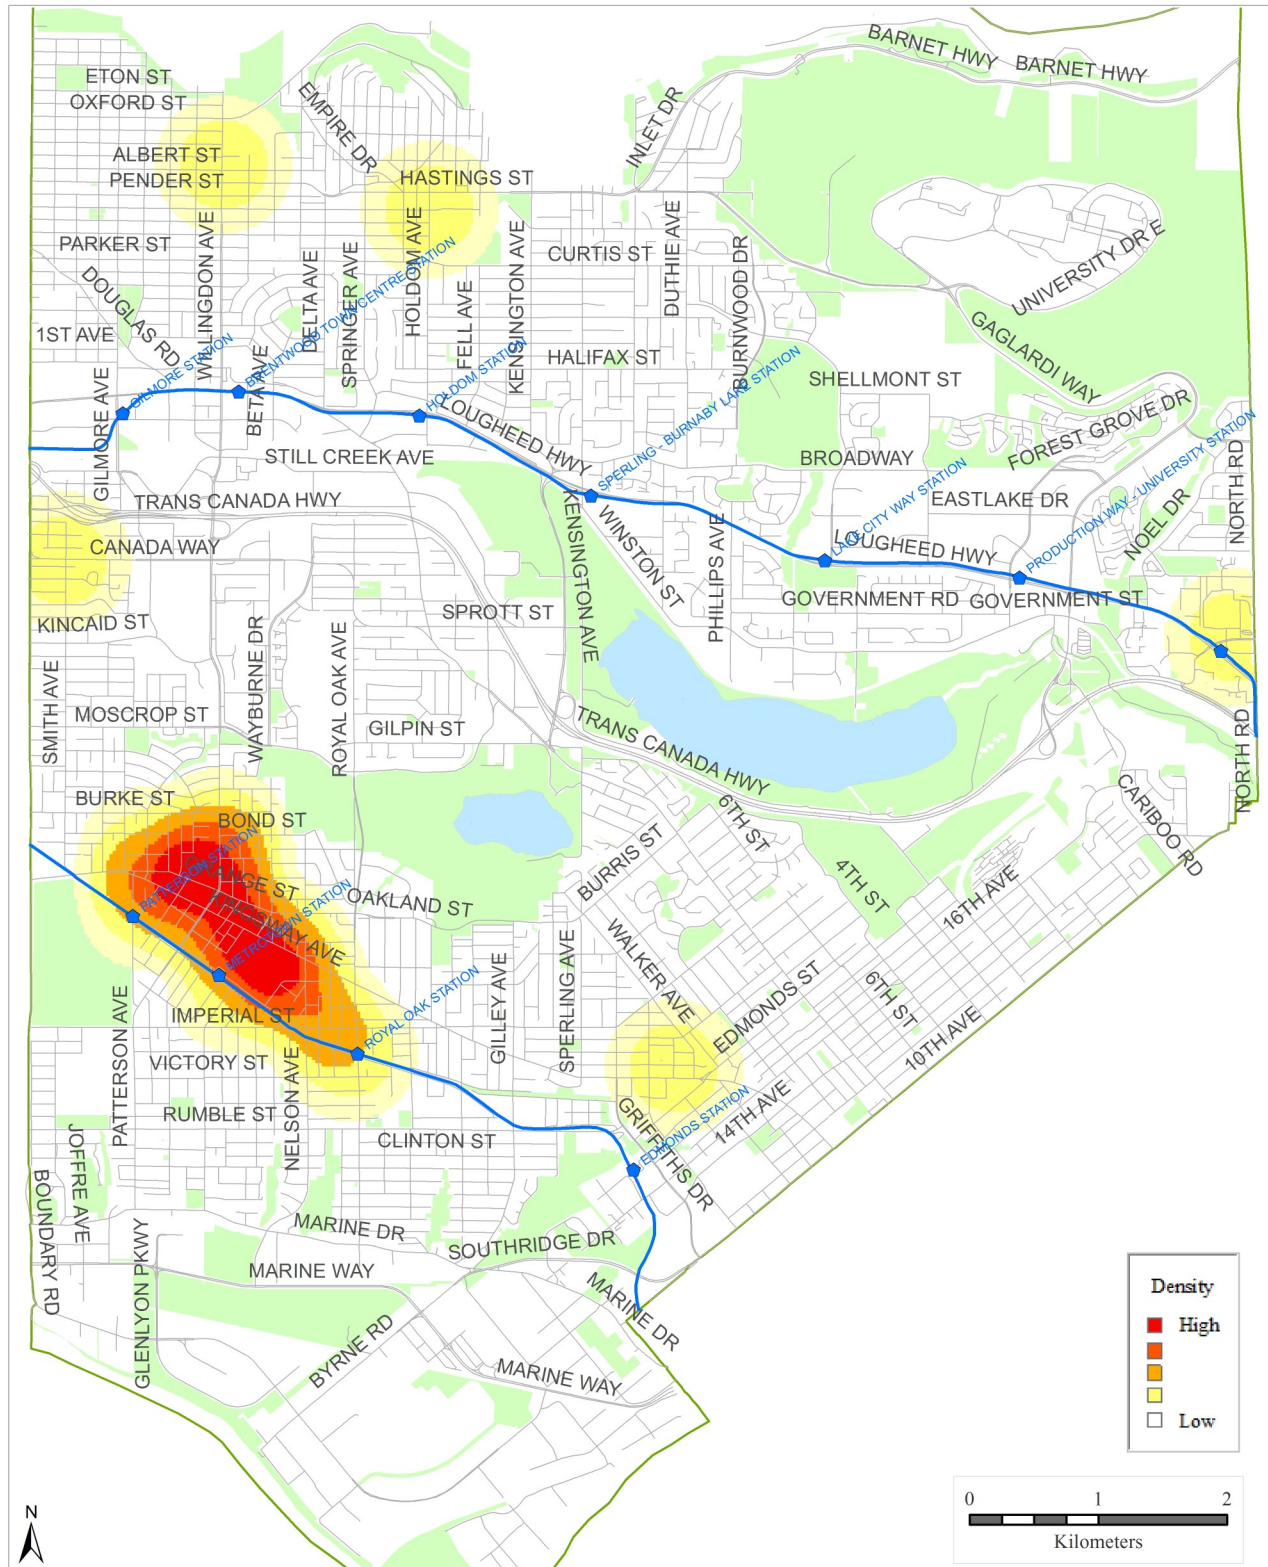 BARNET HWY
BARNET HWY
ETON ST
OXFORD ST
EMPIRE DR
INLET DR
ALBERT ST
PENDER ST
HASTINGS ST
PARKER ST
WILLINGDON AVE
DELTA AVE
SPRINGER AVE
HOLDOM AVE
KENSINGTON AVE
CURTIS ST
DUTHIE AVE
BURNWOOD DR
UNIVERSITY DR E
DOUGLAS RD
BRENTWOOD TOWN CENTRE STATION
FELL AVE
1ST AVE
GILMORE STATION
HOLDOM STATION
HALIFAX ST
GAGLARDI WAY
SHELLMONT ST
SPERLING - BURNABY LAKE STATION
GILMORE AVE
BETA AVE
LOUGHEED HWY
FOREST GROVE DR
STILL CREEK AVE
BROADWAY
LAKE CITY WAY STATION
PRODUCTION WAY - UNIVERSITY STATION
NORTH RD
TRANS CANADA HWY
EASTLAKE DR
NOEL DR
CANADA WAY
KENSINGTON AVE
WINSTON ST
PHILLIPS AVE
LOUGHEED HWY
KINCAID ST
SPROTT ST
GOVERNMENT RD
GOVERNMENT ST
SMITH AVE
WAYBURNE DR
ROYAL OAK AVE
MOSCROP ST
GILPIN ST
TRANS CANADA HWY
NORTH RD
BURKE ST
BOND ST
6TH ST
CARIBOO RD
PATTERSON STATION
BURRIS ST
4TH ST
16TH AVE
METROTOWN STATION
OAKLAND ST
KINGSWAY AVE
WALKER AVE
ROYAL OAK STATION
GILLEY AVE
SPERLING AVE
EDMONDS ST
6TH ST
10TH AVE
PATTERSON AVE
IMPERIAL ST
VICTORY ST
NELSON AVE
RUMBLE ST
CLINTON ST
EDMONDS STATION
GRIFFITHS DR
14TH AVE
JOFFRE AVE
BOUNDARY RD
GLENLYON PKWY
MARINE DR
SOUTHRIDGE DR
MARINE WAY
MARINE DR
BYRNE RD
MARINE WAY
Density
High
Low
N
0 1 2
Kilometers